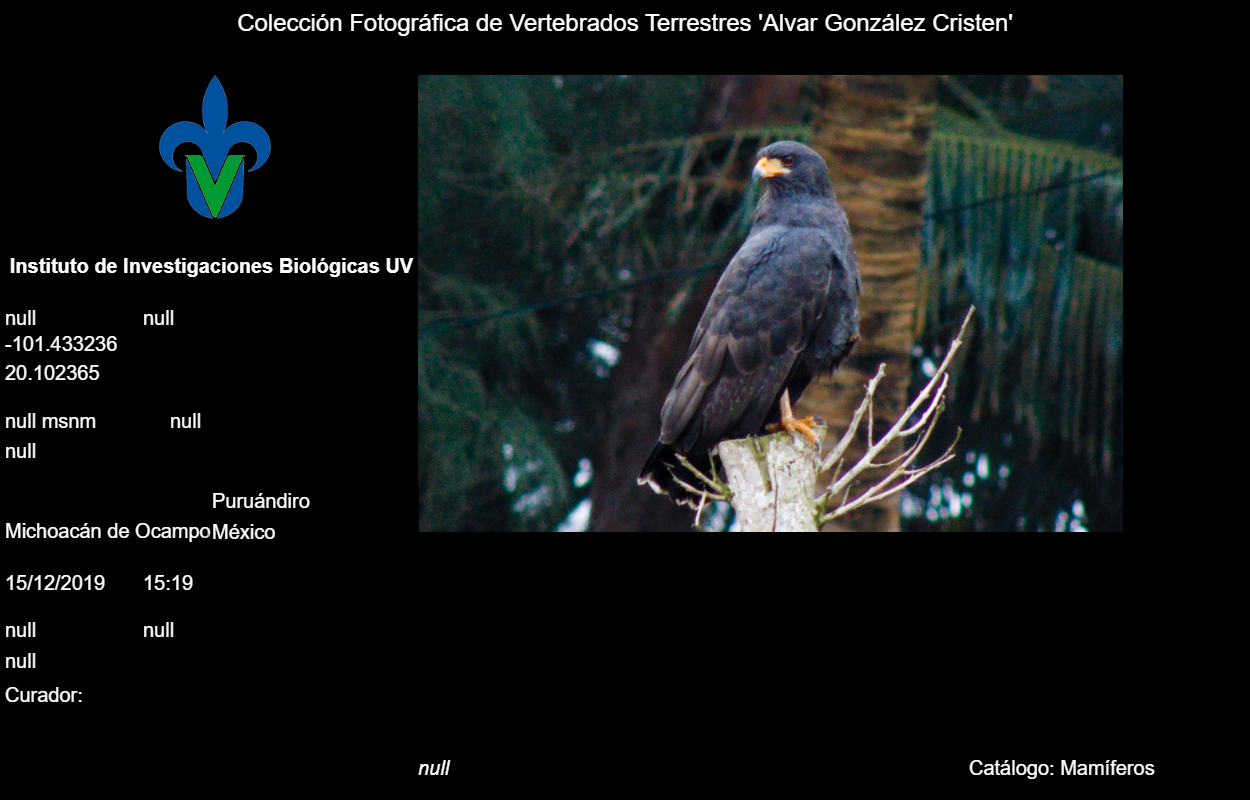 Colección Fotográfica de Vertebrados Terrestres 'Alvar González Cristen'
V
Instituto de Investigaciones Biológicas UV
null null
-101.433236
20.102365
null msnm null
null
Puruándiro
Michoacán de Ocampo México
15/12/2019 15:19
null null
null
Curador:
null Catálogo: Mamíferos